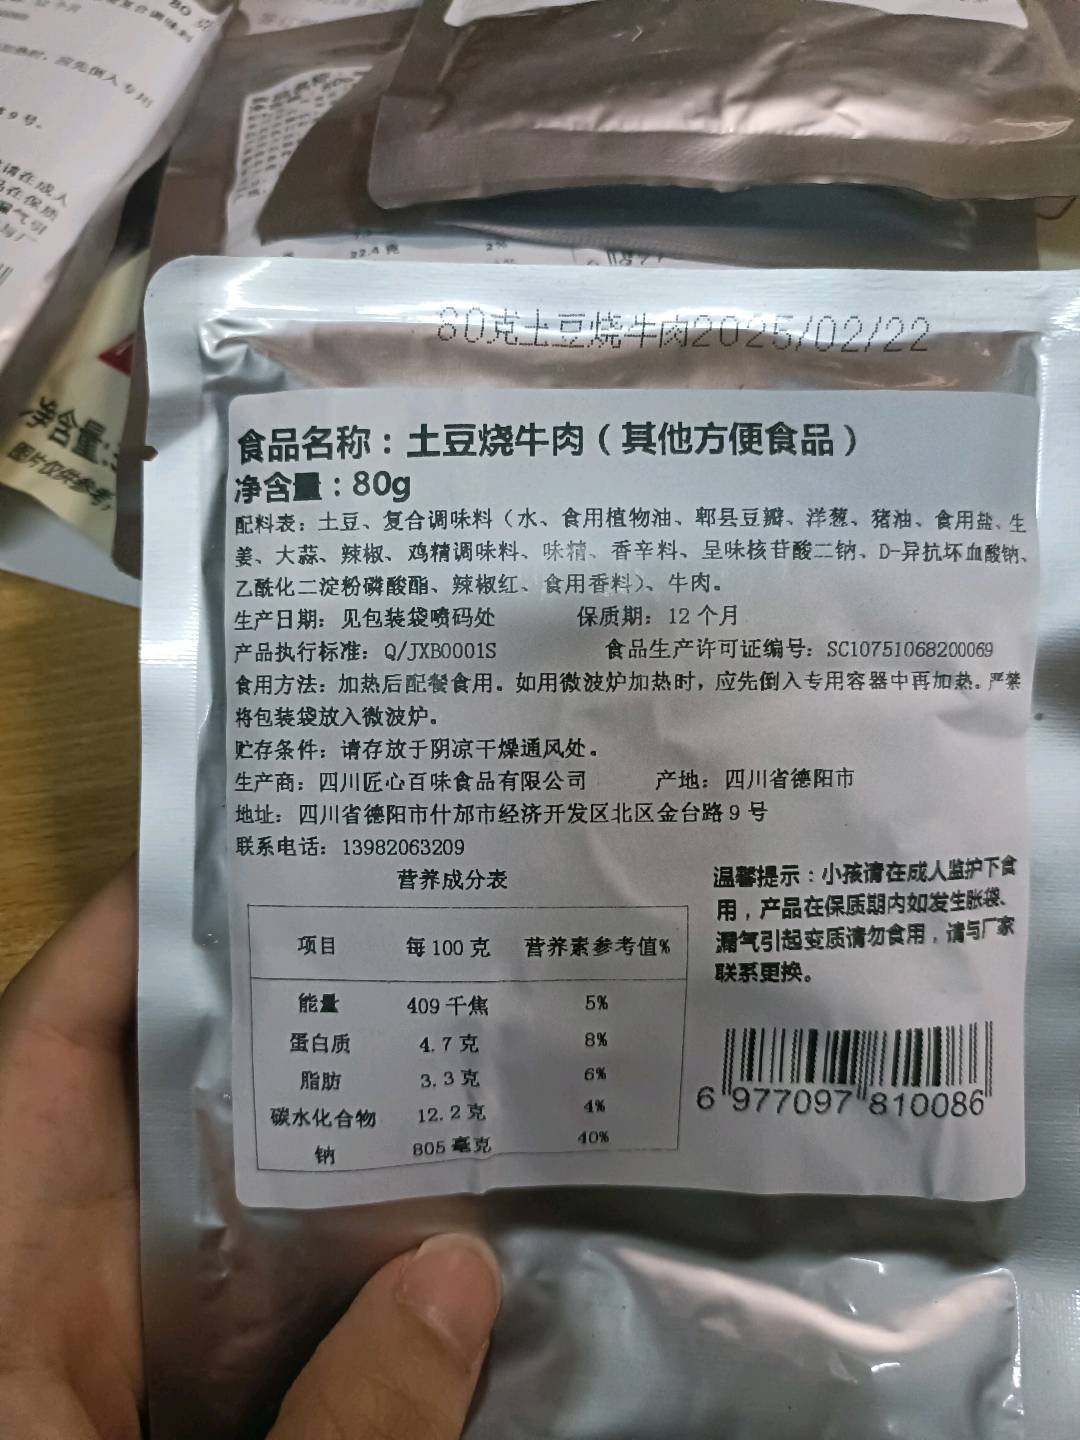 80克
号.
22.4克
2%
净含量:
80克土豆烧牛肉2025/02/22
食品名称：土豆烧牛肉（其他方便食品）
净含量：80g
配料表：土豆、复合调味料（水、食用植物油、郫县豆瓣、洋葱、猪油、食用盐、生
姜、大蒜、辣椒、鸡精调味料、味精、香辛料、呈味核苷酸二钠、D-异抗坏血酸钠、
乙酰化二淀粉磷酸酯、辣椒红、食用香料）、牛肉。
生产日期：见包装袋喷码处 保质期：12个月
产品执行标准：Q/JXB0001S 食品生产许可证编号：SC10751068200069
食用方法：加热后配餐食用。如用微波炉加热时，应先倒入专用容器中再加热。严禁
将包装袋放入微波炉。
贮存条件：请存放于阴凉干燥通风处。
生产商：四川匠心百味食品有限公司 产地：四川省德阳市
地址：四川省德阳市什邡市经济开发区北区金台路9号
联系电话：13982063209
营养成分表
项目 每100克 营养素参考值%
能量 409千焦 5%
蛋白质 4.7克 8%
脂肪 3.3克 6%
碳水化合物 12.2克 4%
钠 805毫克 40%
温馨提示：小孩请在成人监护下食
用，产品在保质期内如发生胀袋、
漏气引起变质请勿食用，请与厂家
联系更换。
6 977097 810086